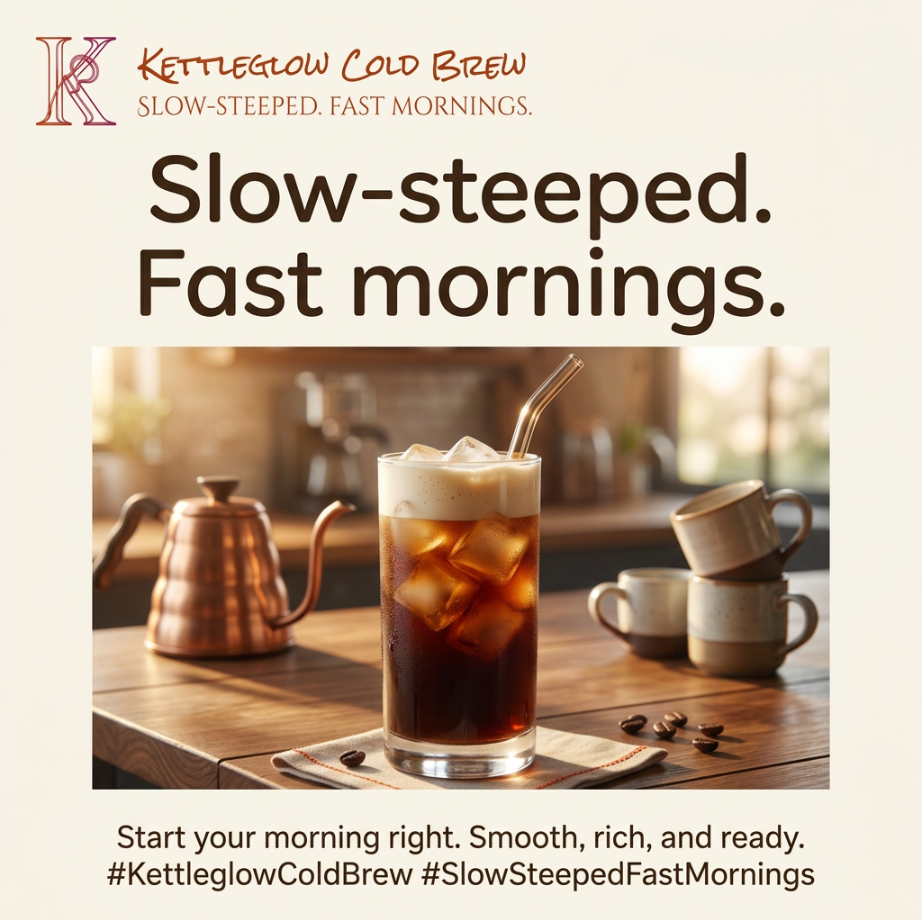 Kettleglow Cold Brew
Slow-steeped. Fast mornings.
Slow-steeped.
Fast mornings.
Start your morning right. Smooth, rich, and ready.
#KettleglowColdBrew #SlowSteepedFastMornings